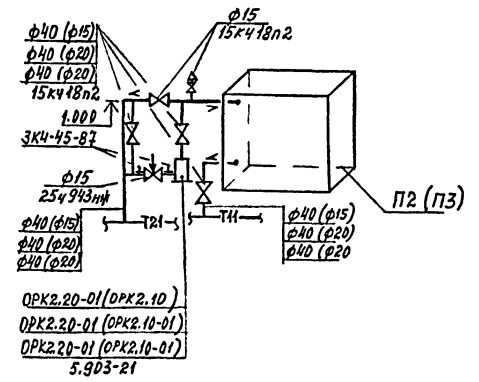 ф40 (ф15)
ф40 (ф20)
ф40 (ф20)
15кч18п2
ф15
15кч18п2
1.000
ЗК4-45-87
ф15
25ч943нж
ф40 (ф15)
ф40 (ф20)
ф40 (ф20)
Т21
Т11
ф40 (ф15)
ф40 (ф20)
ф40 (ф20
П2 (П3)
ОРК2.20-01 (ОРК2.10)
ОРК2.20-01 (ОРК2.10-01)
ОРК2.20-01 (ОРК2.10-01)
5.903-21